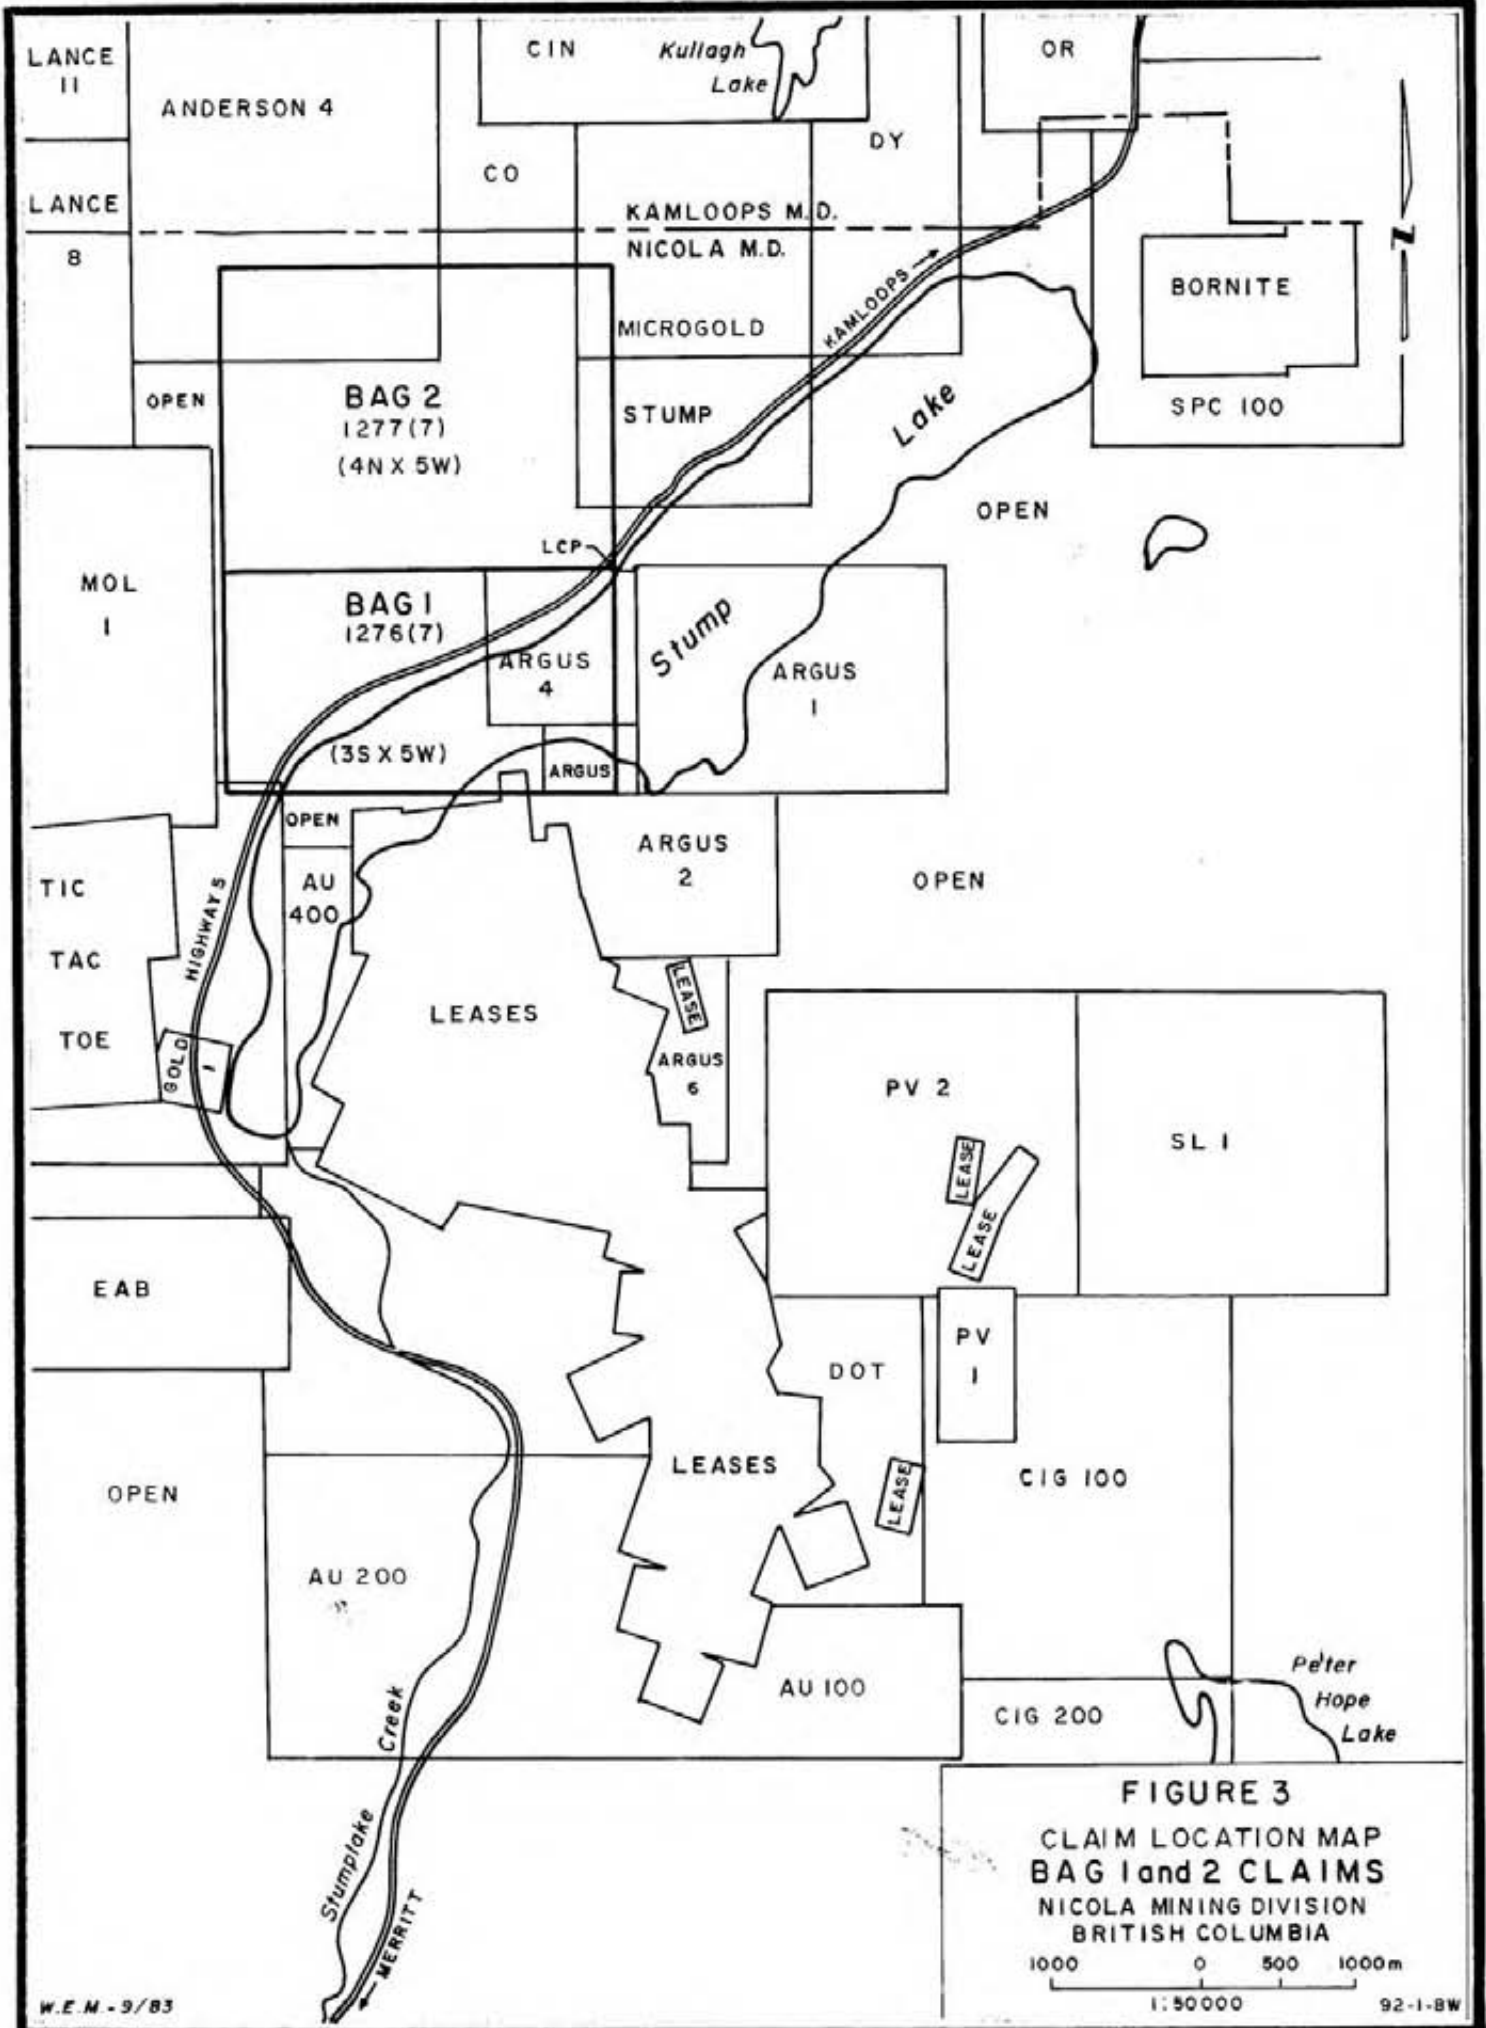 LANCE
11
ANDERSON 4
CIN
Kullagh
Lake
OR
DY
CO
LANCE
8
KAMLOOPS M.D.
NICOLA M.D.
KAMLOOPS
N
BORNITE
MICROGOLD
SPC 100
OPEN
BAG 2
1277(7)
(4N X 5W)
STUMP
Lake
OPEN
LCP
MOL
1
BAG 1
1276(7)
Stump
ARGUS
4
ARGUS
1
(3S X 5W)
ARGUS
OPEN
ARGUS
2
TIC
TAC
TOE
AU
400
OPEN
HIGHWAYS
LEASES
LEASE
GOLD
1
ARGUS
6
PV 2
SL 1
LEASE
LEASE
EAB
PV
1
DOT
LEASES
LEASE
CIG 100
OPEN
AU 200
AU 100
CIG 200
Peter
Hope
Lake
Stumplake Creek
MERRITT
FIGURE 3
CLAIM LOCATION MAP
BAG 1 and 2 CLAIMS
NICOLA MINING DIVISION
BRITISH COLUMBIA
1000 0 500 1000m
1:50000
W.E.M.-9/83
92-1-8W